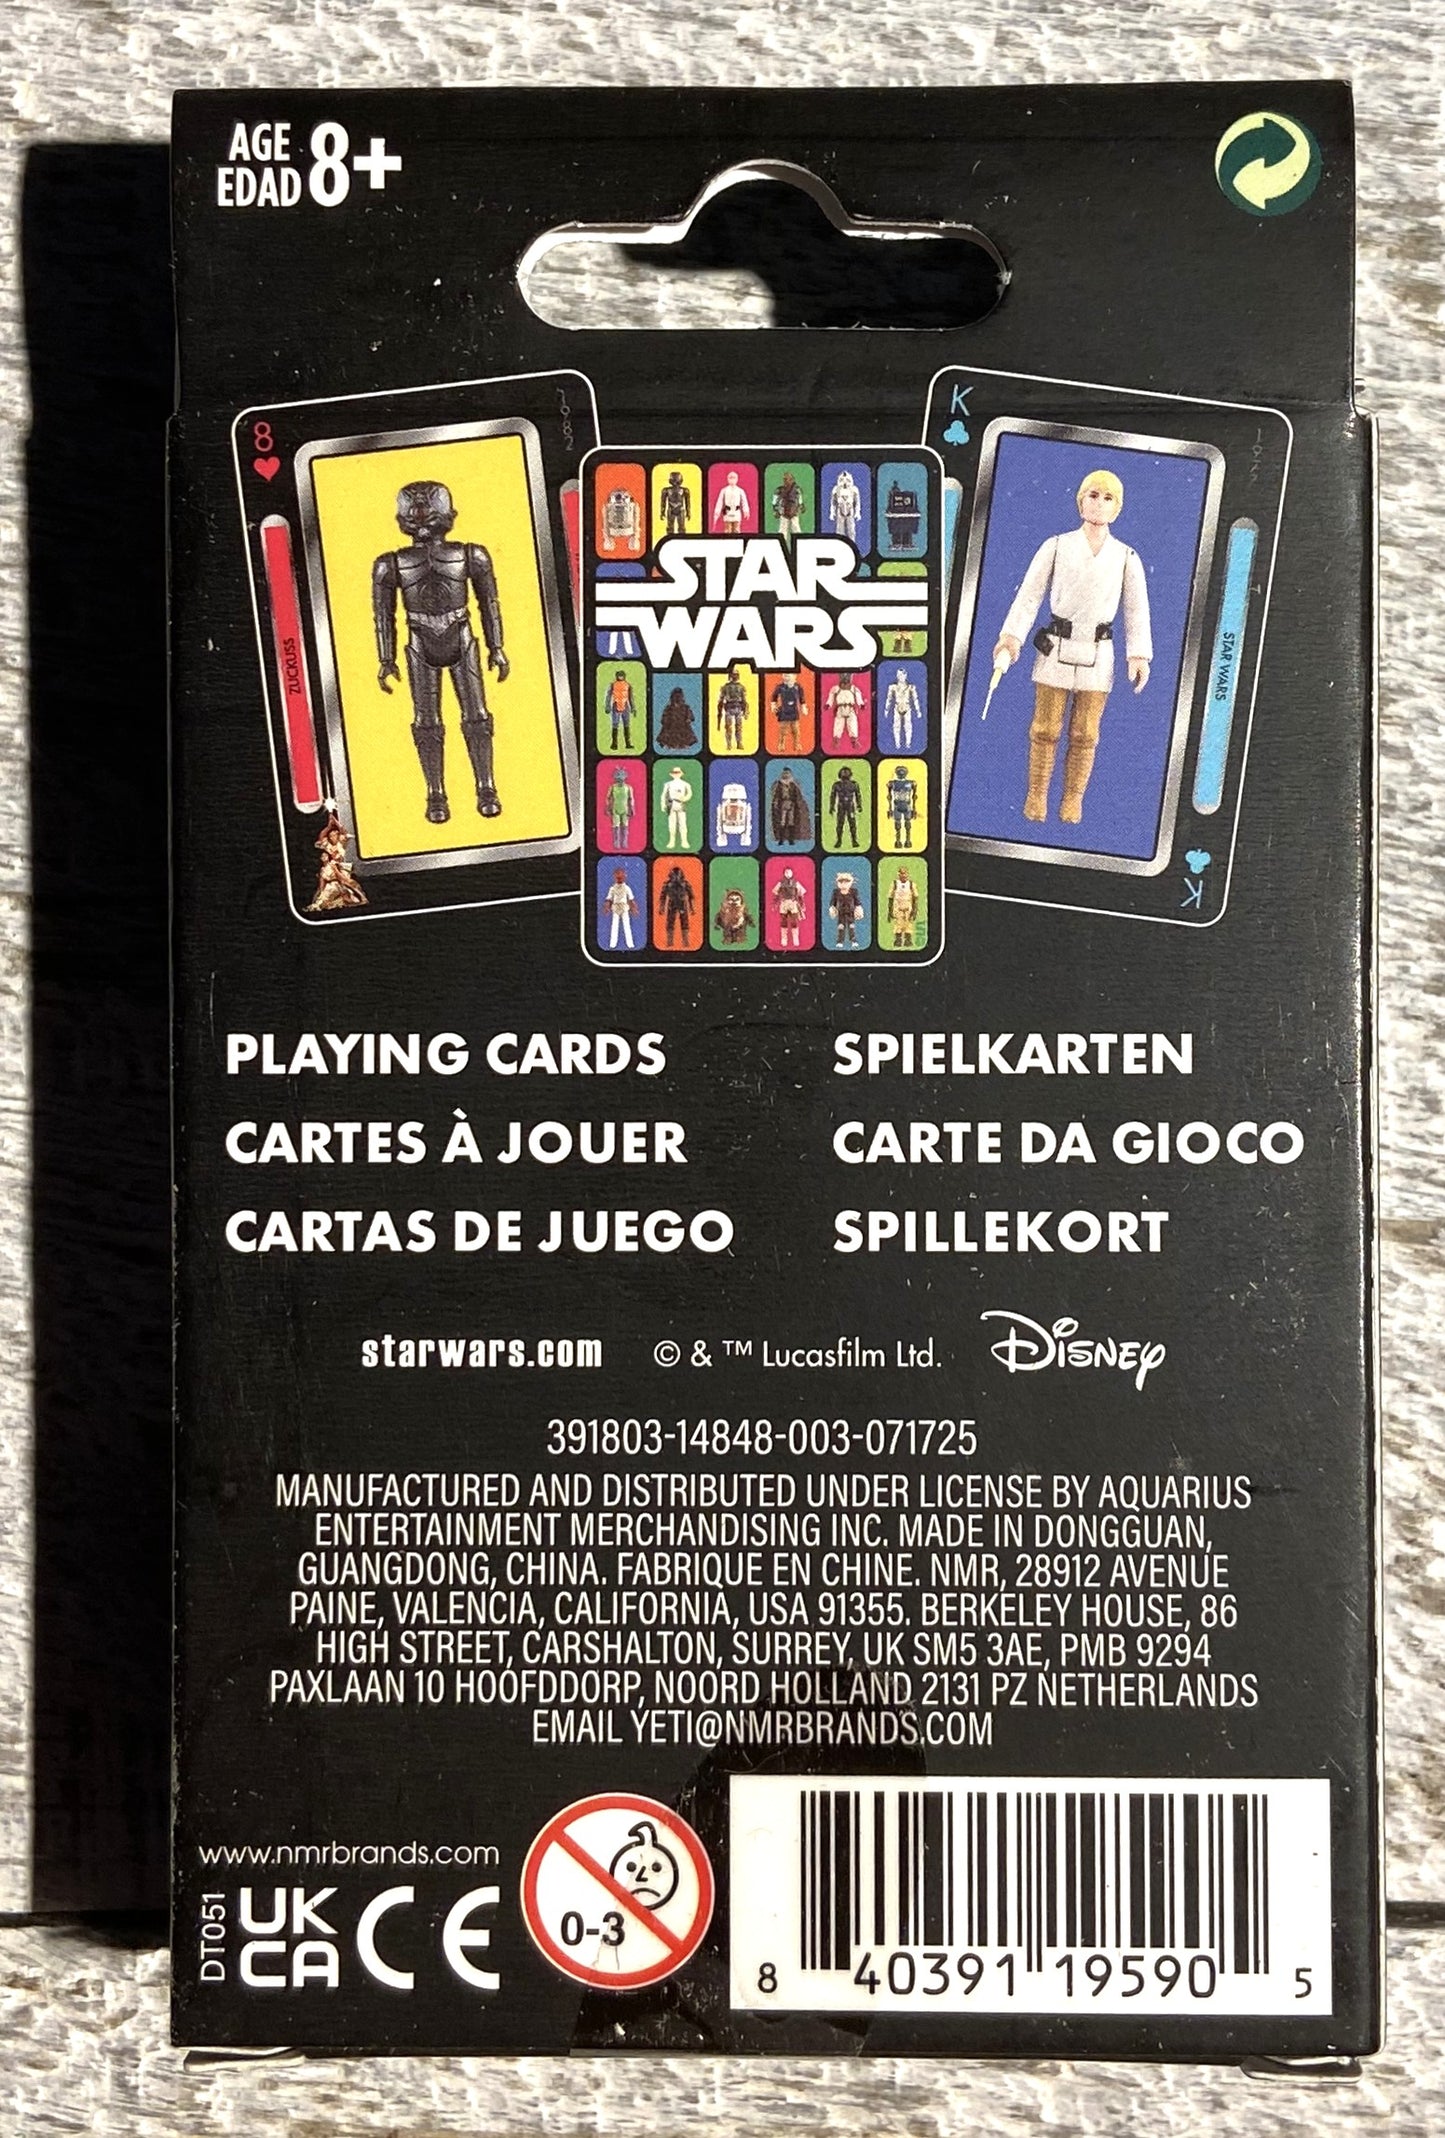 AGE
EDAD 8+
8
1982
ZUCKUSS
STAR
WARS
K
STAR WARS
K
PLAYING CARDS
SPIELKARTEN
CARTES À JOUER
CARTE DA GIOCO
CARTAS DE JUEGO
SPILLEKORT
starwars.com © & ™ Lucasfilm Ltd. Disney
391803-14848-003-071725
MANUFACTURED AND DISTRIBUTED UNDER LICENSE BY AQUARIUS
ENTERTAINMENT MERCHANDISING INC. MADE IN DONGGUAN,
GUANGDONG, CHINA. FABRIQUE EN CHINE. NMR, 28912 AVENUE
PAINE, VALENCIA, CALIFORNIA, USA 91355. BERKELEY HOUSE, 86
HIGH STREET, CARSHALTON, SURREY, UK SM5 3AE, PMB 9294
PAXLAAN 10 HOOFDDORP, NOORD HOLLAND 2131 PZ NETHERLANDS
EMAIL YETI@NMRBRANDS.COM
www.nmrbrands.com
DT051
UK
CA
CE
0-3
8 40391 19590 5